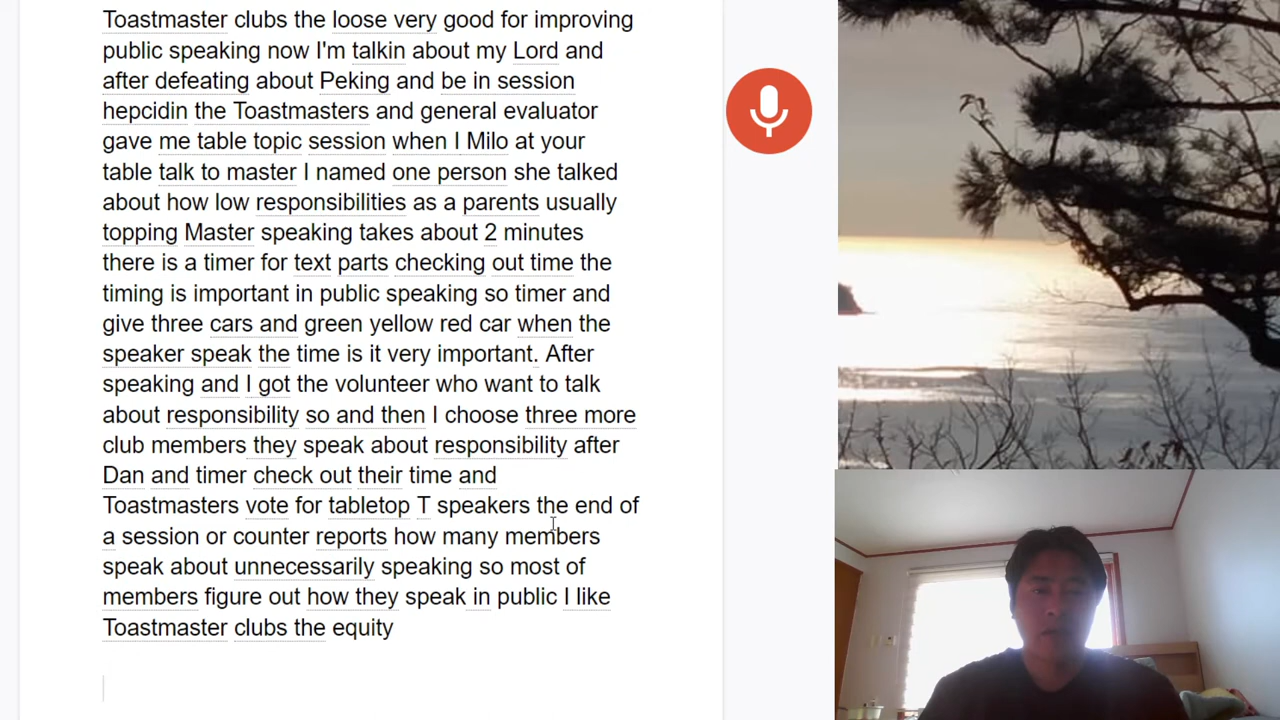 Toastmaster clubs the loose very good for improving
public speaking now I'm talkin about my Lord and
after defeating about Peking and be in session
hepcidin the Toastmasters and general evaluator
gave me table topic session when I Milo at your
table talk to master I named one person she talked
about how low responsibilities as a parents usually
topping Master speaking takes about 2 minutes
there is a timer for text parts checking out time the
timing is important in public speaking so timer and
give three cars and green yellow red car when the
speaker speak the time is it very important. After
speaking and I got the volunteer who want to talk
about responsibility so and then I choose three more
club members they speak about responsibility after
Dan and timer check out their time and
Toastmasters vote for tabletop T speakers the end of
a session or counter reports how many members
speak about unnecessarily speaking so most of
members figure out how they speak in public I like
Toastmaster clubs the equity